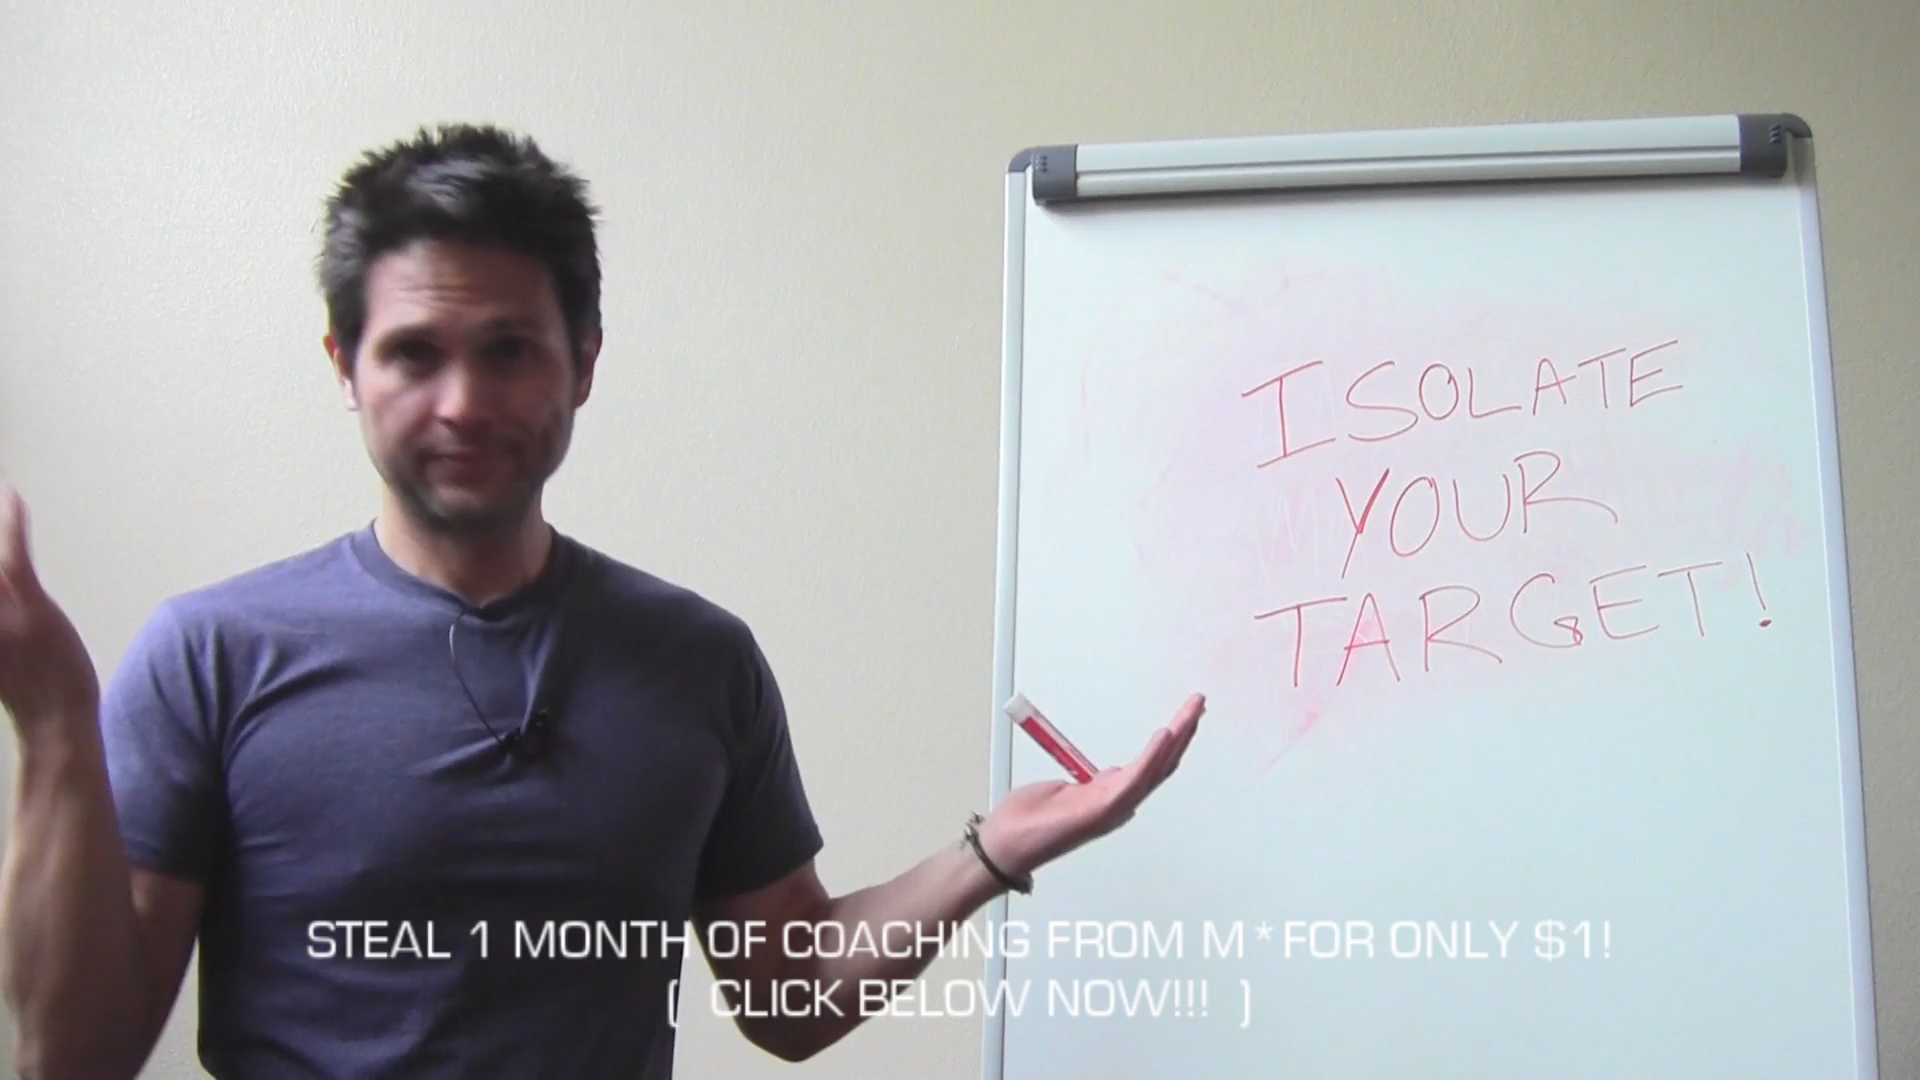 ISOLATE
YOUR
TARGET!
STEAL 1 MONTH OF COACHING FROM M*FOR ONLY $1!
( CLICK BELOW NOW!!! )